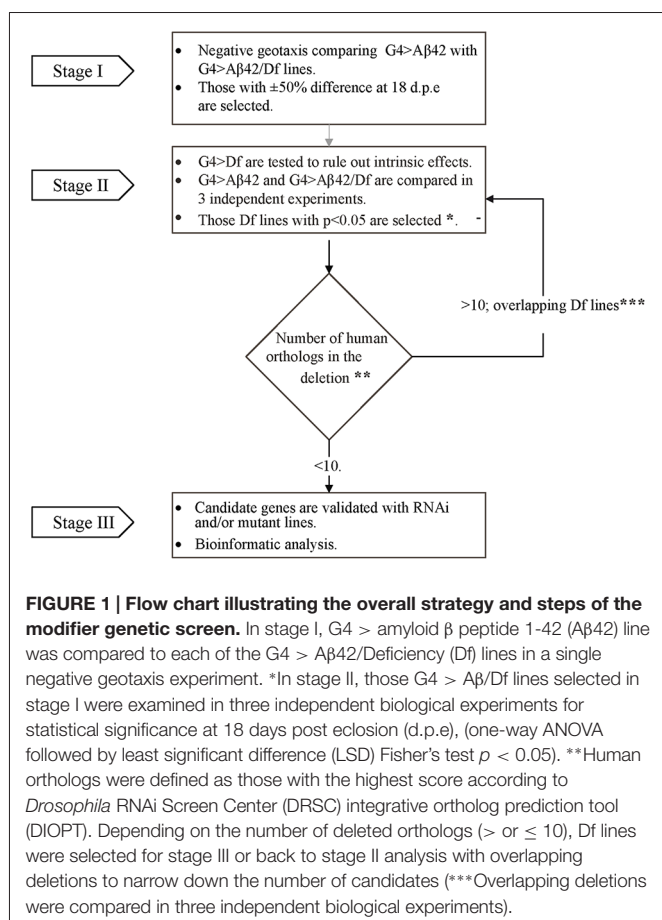 Stage I
• Negative geotaxis comparing G4>Aβ42 with
G4>Aβ42/Df lines.
• Those with ±50% difference at 18 d.p.e
are selected.
Stage II
• G4>Df are tested to rule out intrinsic effects.
• G4>Aβ42 and G4>Aβ42/Df are compared in
3 independent experiments.
• Those Df lines with p<0.05 are selected *. -
>10; overlapping Df lines***
Number of human
orthologs in the
deletion **
<10.
Stage III
• Candidate genes are validated with RNAi
and/or mutant lines.
• Bioinformatic analysis.
FIGURE 1 | Flow chart illustrating the overall strategy and steps of the
modifier genetic screen. In stage I, G4 > amyloid β peptide 1-42 (Aβ42) line
was compared to each of the G4 > Aβ42/Deficiency (Df) lines in a single
negative geotaxis experiment. *In stage II, those G4 > Aβ/Df lines selected in
stage I were examined in three independent biological experiments for
statistical significance at 18 days post eclosion (d.p.e), (one-way ANOVA
followed by least significant difference (LSD) Fisher's test p < 0.05). **Human
orthologs were defined as those with the highest score according to
Drosophila RNAi Screen Center (DRSC) integrative ortholog prediction tool
(DIOPT). Depending on the number of deleted orthologs (> or ≤ 10), Df lines
were selected for stage III or back to stage II analysis with overlapping
deletions to narrow down the number of candidates (***Overlapping deletions
were compared in three independent biological experiments).